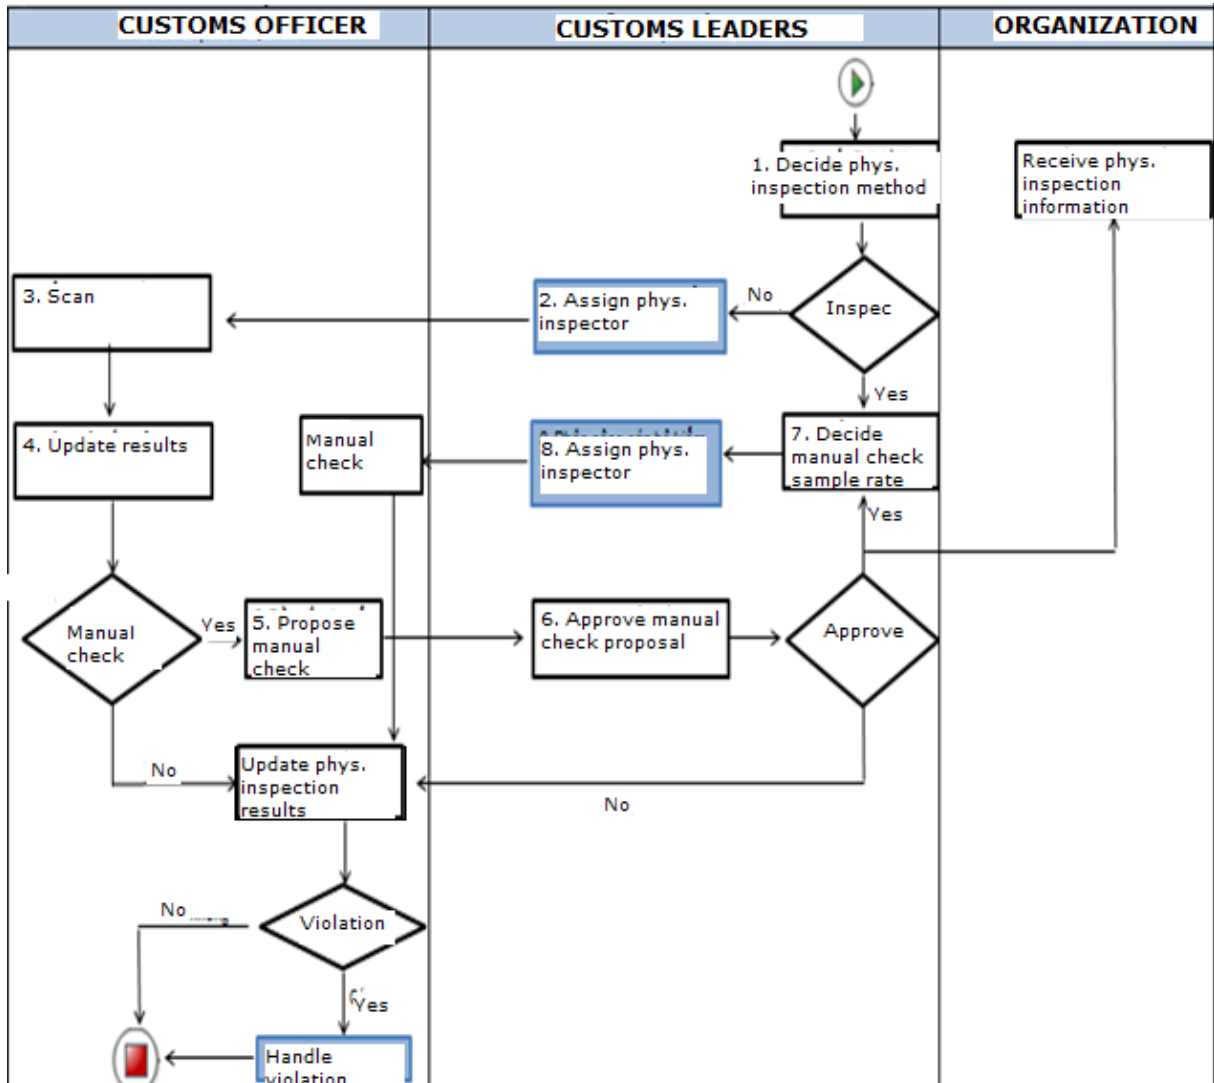 CUSTOMS OFFICER
CUSTOMS LEADERS
ORGANIZATION
1. Decide phys.
inspection method
Receive phys.
inspection
information
3. Scan
2. Assign phys.
inspector
No
Inspec
Yes
4. Update results
Manual
check
8. Assign phys.
inspector
7. Decide
manual check
sample rate
Yes
Manual
check
Yes
5. Propose
manual
check
6. Approve manual
check proposal
Approve
No
Update phys.
inspection
results
No
No
Violation
Yes
Handle
violation